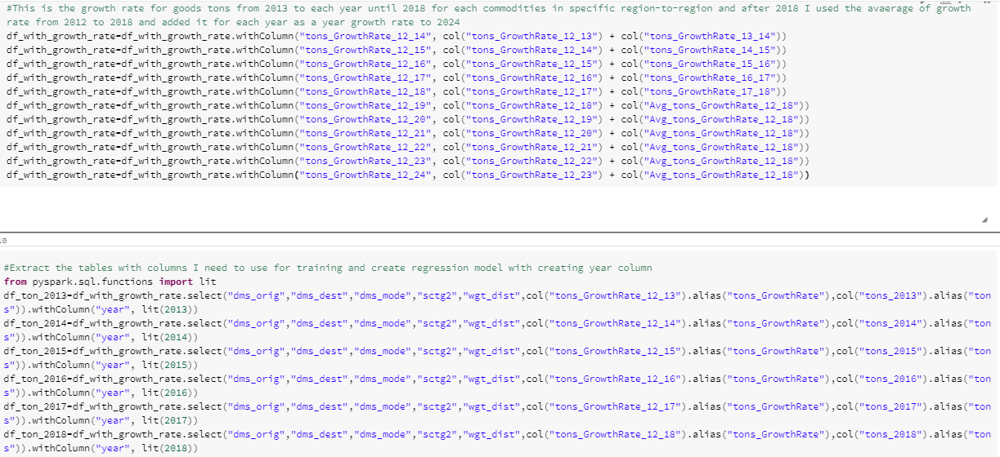 #This is the growth rate for goods tons from 2013 to each year until 2018 for each commodities in specific region-to-region and after 2018 I used the avaerage of growth
rate from 2012 to 2018 and added it for each year as a year growth rate to 2024
df_with_growth_rate=df_with_growth_rate.withColumn("tons_GrowthRate_12_14", col("tons_GrowthRate_12_13") + col("tons_GrowthRate_13_14"))
df_with_growth_rate=df_with_growth_rate.withColumn("tons_GrowthRate_12_15", col("tons_GrowthRate_12_14") + col("tons_GrowthRate_14_15"))
df_with_growth_rate=df_with_growth_rate.withColumn("tons_GrowthRate_12_16", col("tons_GrowthRate_12_15") + col("tons_GrowthRate_15_16"))
df_with_growth_rate=df_with_growth_rate.withColumn("tons_GrowthRate_12_17", col("tons_GrowthRate_12_16") + col("tons_GrowthRate_16_17"))
df_with_growth_rate=df_with_growth_rate.withColumn("tons_GrowthRate_12_18", col("tons_GrowthRate_12_17") + col("tons_GrowthRate_17_18"))
df_with_growth_rate=df_with_growth_rate.withColumn("tons_GrowthRate_12_19", col("tons_GrowthRate_12_18") + col("Avg_tons_GrowthRate_12_18"))
df_with_growth_rate=df_with_growth_rate.withColumn("tons_GrowthRate_12_20", col("tons_GrowthRate_12_19") + col("Avg_tons_GrowthRate_12_18"))
df_with_growth_rate=df_with_growth_rate.withColumn("tons_GrowthRate_12_21", col("tons_GrowthRate_12_20") + col("Avg_tons_GrowthRate_12_18"))
df_with_growth_rate=df_with_growth_rate.withColumn("tons_GrowthRate_12_22", col("tons_GrowthRate_12_21") + col("Avg_tons_GrowthRate_12_18"))
df_with_growth_rate=df_with_growth_rate.withColumn("tons_GrowthRate_12_23", col("tons_GrowthRate_12_22") + col("Avg_tons_GrowthRate_12_18"))
df_with_growth_rate=df_with_growth_rate.withColumn("tons_GrowthRate_12_24", col("tons_GrowthRate_12_23") + col("Avg_tons_GrowthRate_12_18"))
#Extract the tables with columns I need to use for training and create regression model with creating year column
from pyspark.sql.functions import lit
df_ton_2013=df_with_growth_rate.select("dms_orig","dms_dest","dms_mode","sctg2","wgt_dist",col("tons_GrowthRate_12_13").alias("tons_GrowthRate"),col("tons_2013").alias("ton
s")).withColumn("year", lit(2013))
df_ton_2014=df_with_growth_rate.select("dms_orig","dms_dest","dms_mode","sctg2","wgt_dist",col("tons_GrowthRate_12_14").alias("tons_GrowthRate"),col("tons_2014").alias("ton
s")).withColumn("year", lit(2014))
df_ton_2015=df_with_growth_rate.select("dms_orig","dms_dest","dms_mode","sctg2","wgt_dist",col("tons_GrowthRate_12_15").alias("tons_GrowthRate"),col("tons_2015").alias("ton
s")).withColumn("year", lit(2015))
df_ton_2016=df_with_growth_rate.select("dms_orig","dms_dest","dms_mode","sctg2","wgt_dist",col("tons_GrowthRate_12_16").alias("tons_GrowthRate"),col("tons_2016").alias("ton
s")).withColumn("year", lit(2016))
df_ton_2017=df_with_growth_rate.select("dms_orig","dms_dest","dms_mode","sctg2","wgt_dist",col("tons_GrowthRate_12_17").alias("tons_GrowthRate"),col("tons_2017").alias("ton
s")).withColumn("year", lit(2017))
df_ton_2018=df_with_growth_rate.select("dms_orig","dms_dest","dms_mode","sctg2","wgt_dist",col("tons_GrowthRate_12_18").alias("tons_GrowthRate"),col("tons_2018").alias("ton
s")).withColumn("year", lit(2018))